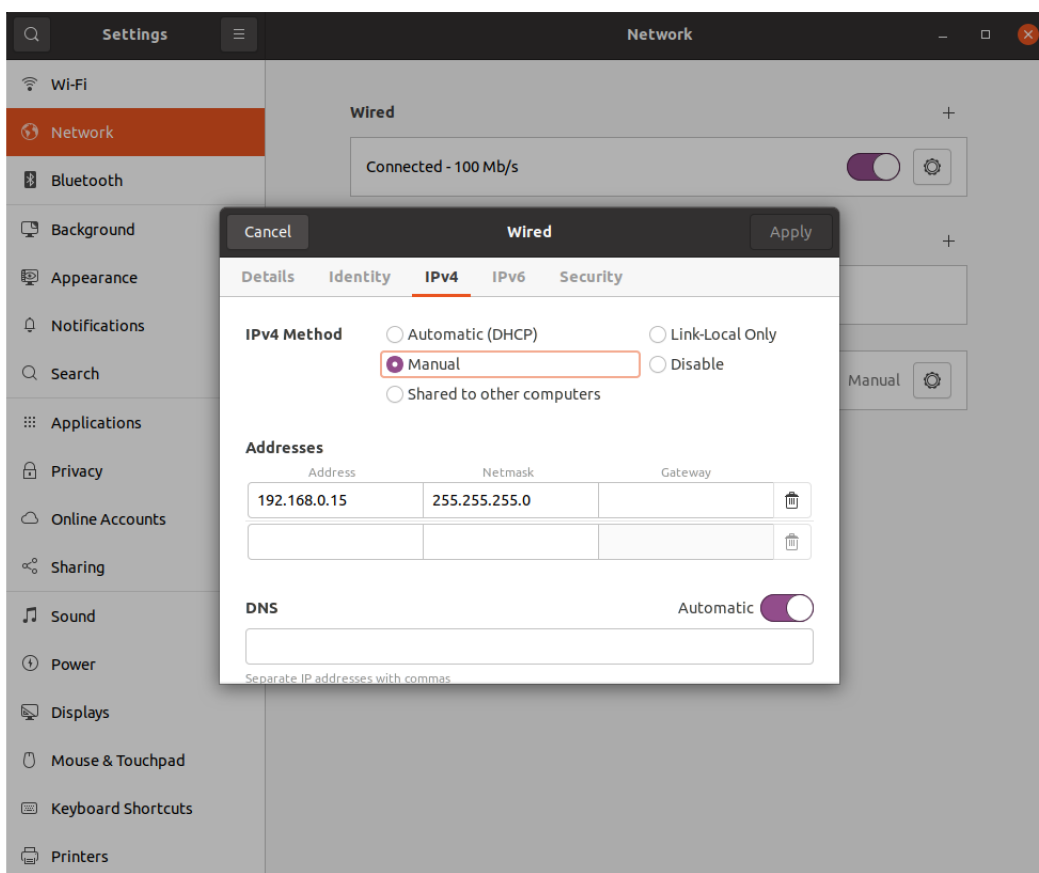 Settings
Network
Wi-Fi
Network
Bluetooth
Background
Appearance
Notifications
Search
Applications
Privacy
Online Accounts
Sharing
Sound
Power
Displays
Mouse & Touchpad
Keyboard Shortcuts
Printers
Wired
Connected - 100 Mb/s
Manual
Cancel
Wired
Apply
Details Identity IPv4 IPv6 Security
IPv4 Method
Automatic (DHCP) Link-Local Only
Manual Disable
Shared to other computers
Addresses
Address Netmask Gateway
192.168.0.15 255.255.255.0
DNS Automatic
Separate IP addresses with commas